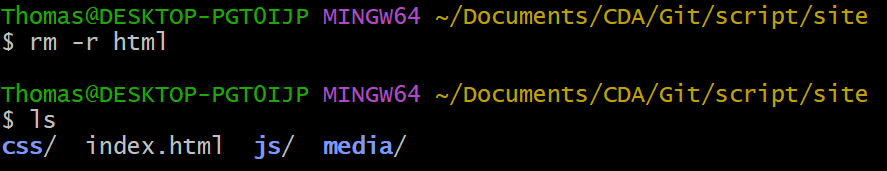 Thomas@DESKTOP-PGT0IJP MINGW64 ~/Documents/CDA/Git/script/site
$ rm -r html
Thomas@DESKTOP-PGT0IJP MINGW64 ~/Documents/CDA/Git/script/site
$ ls
css/  index.html  js/  media/